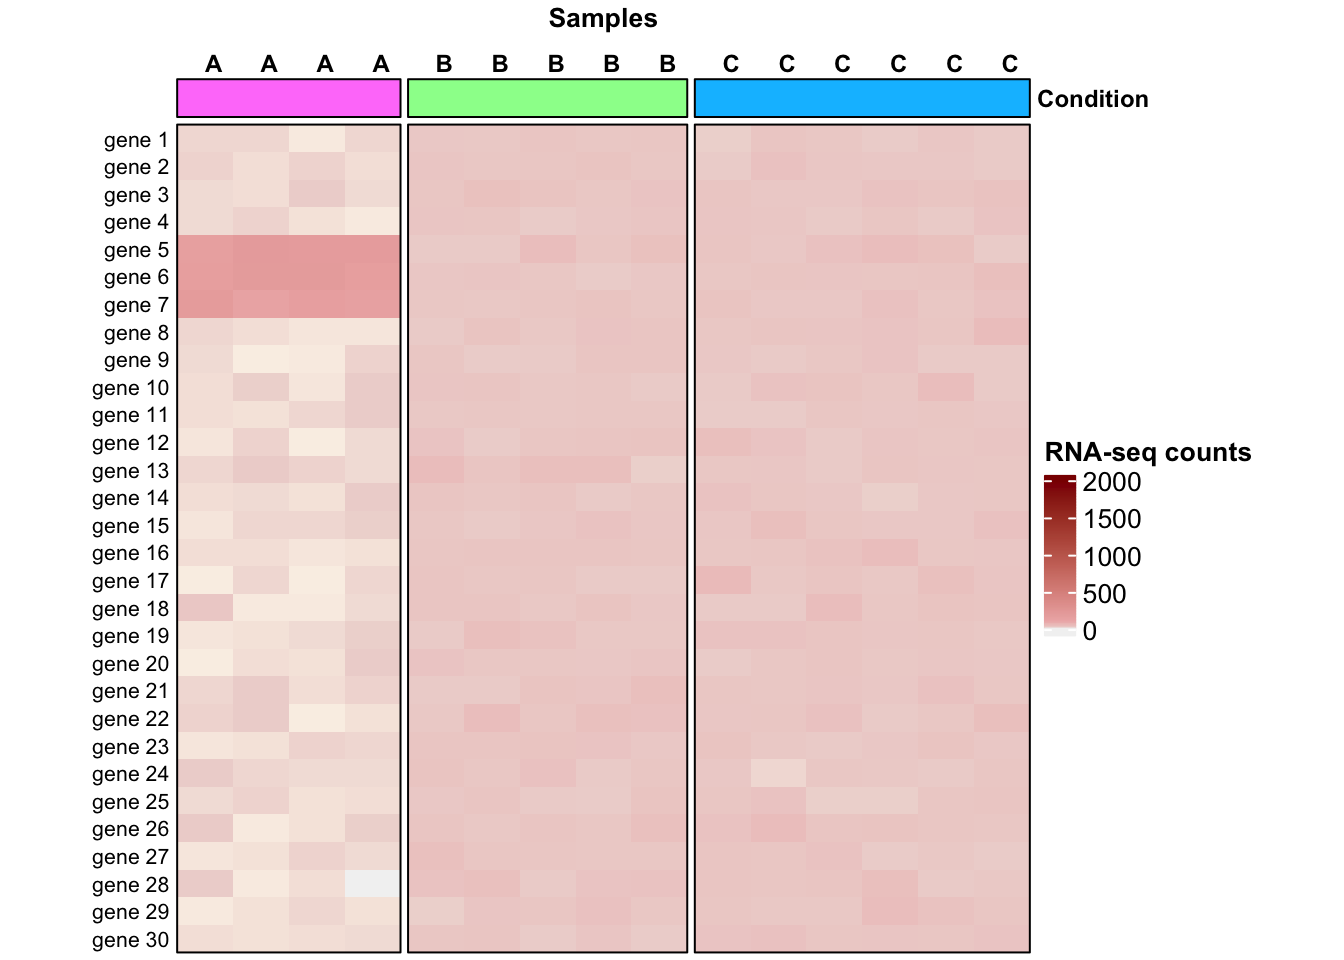 Samples
A A A A B B B B B C C C C C C
Condition
gene 1
gene 2
gene 3
gene 4
gene 5
gene 6
gene 7
gene 8
gene 9
gene 10
gene 11
gene 12
gene 13
gene 14
gene 15
gene 16
gene 17
gene 18
gene 19
gene 20
gene 21
gene 22
gene 23
gene 24
gene 25
gene 26
gene 27
gene 28
gene 29
gene 30
RNA-seq counts
2000
1500
1000
500
0